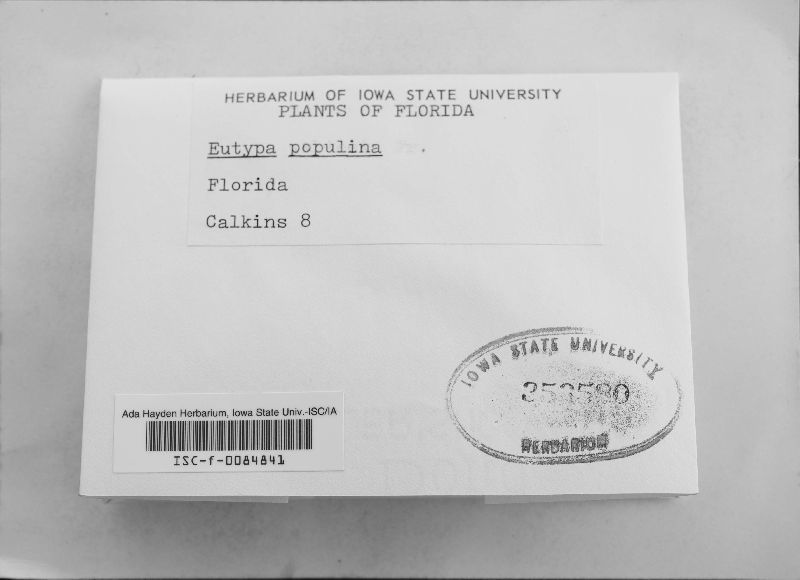 HERBARIUM OF IOWA STATE UNIVERSITY
PLANTS OF FLORIDA
Eutypa populina .
Florida
Calkins 8
IOWA STATE UNIVERSITY
HERBARIUM
Ada Hayden Herbarium, Iowa State Univ.-ISC/IA
ISC-f-0084841